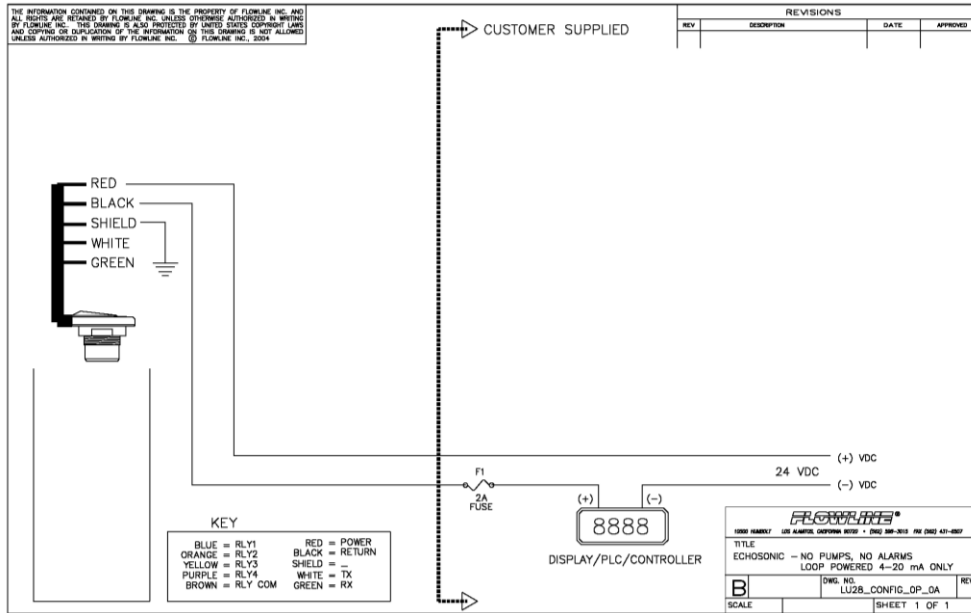 THE INFORMATION CONTAINED ON THIS DRAWING IS THE PROPERTY OF FLOWLINE INC. AND
ALL RIGHTS ARE RETAINED BY FLOWLINE INC. UNLESS OTHERWISE AUTHORIZED IN WRITING
BY FLOWLINE INC. THIS DRAWING IS ALSO PROTECTED BY UNITED STATES COPYRIGHT LAWS
AND COPYING OR DUPLICATION OF THE INFORMATION ON THIS DRAWING IS NOT ALLOWED
UNLESS AUTHORIZED IN WRITING BY FLOWLINE INC. © FLOWLINE INC., 2004
CUSTOMER SUPPLIED
REVISIONS
REV DESCRIPTION DATE APPROVED
RED
BLACK
SHIELD
WHITE
GREEN
(+) VDC
24 VDC
(-) VDC
F1
2A
FUSE
(+) (-)
8888
DISPLAY/PLC/CONTROLLER
KEY
BLUE = RLY1
ORANGE = RLY2
YELLOW = RLY3
PURPLE = RLY4
BROWN = RLY COM
RED = POWER
BLACK = RETURN
SHIELD = _
WHITE = TX
GREEN = RX
FLOWLINE®
LOS ALAMITOS, CALIFORNIA
TITLE
ECHOSONIC - NO PUMPS, NO ALARMS
LOOP POWERED 4-20 mA ONLY
B
DWG. NO.
LU28_CONFIG_0P_0A
REV
SCALE
SHEET 1 OF 1